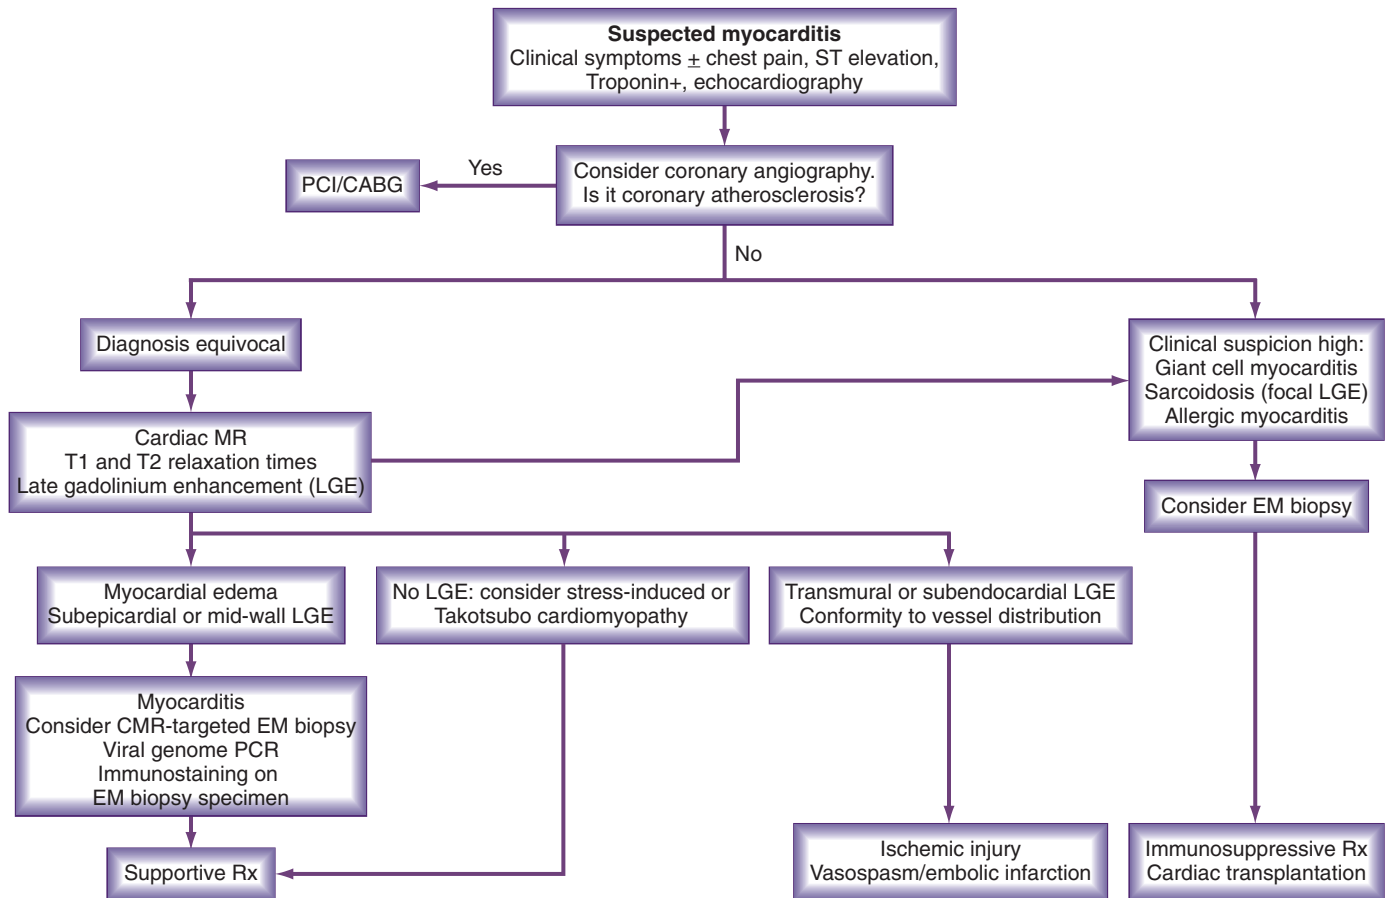 Suspected myocarditis
Clinical symptoms ± chest pain, ST elevation,
Troponin+, echocardiography
Consider coronary angiography.
Is it coronary atherosclerosis?
Yes
PCI/CABG
No
Diagnosis equivocal
Clinical suspicion high:
Giant cell myocarditis
Sarcoidosis (focal LGE)
Allergic myocarditis
Cardiac MR
T1 and T2 relaxation times
Late gadolinium enhancement (LGE)
Consider EM biopsy
Myocardial edema
Subepicardial or mid-wall LGE
No LGE: consider stress-induced or
Takotsubo cardiomyopathy
Transmural or subendocardial LGE
Conformity to vessel distribution
Myocarditis
Consider CMR-targeted EM biopsy
Viral genome PCR
Immunostaining on
EM biopsy specimen
Supportive Rx
Ischemic injury
Vasospasm/embolic infarction
Immunosuppressive Rx
Cardiac transplantation